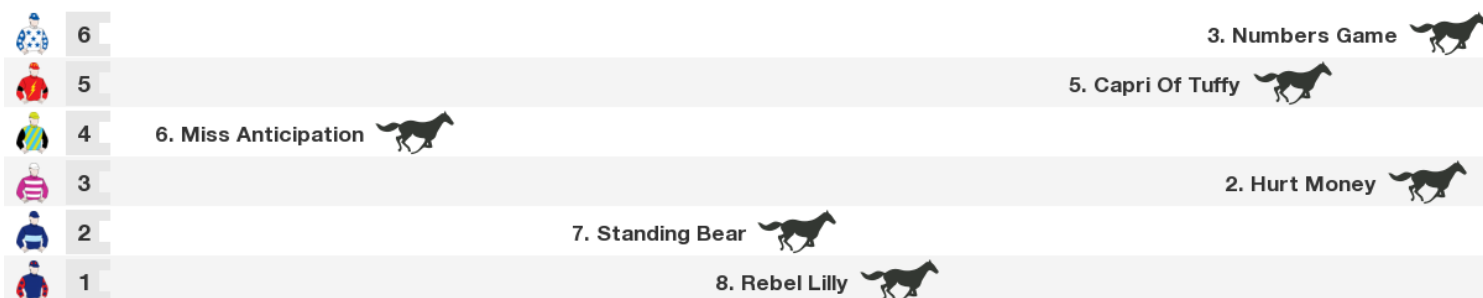 6 3. Numbers Game
5 5. Capri Of Tuffy
4 6. Miss Anticipation
3 2. Hurt Money
2 7. Standing Bear
1 8. Rebel Lilly